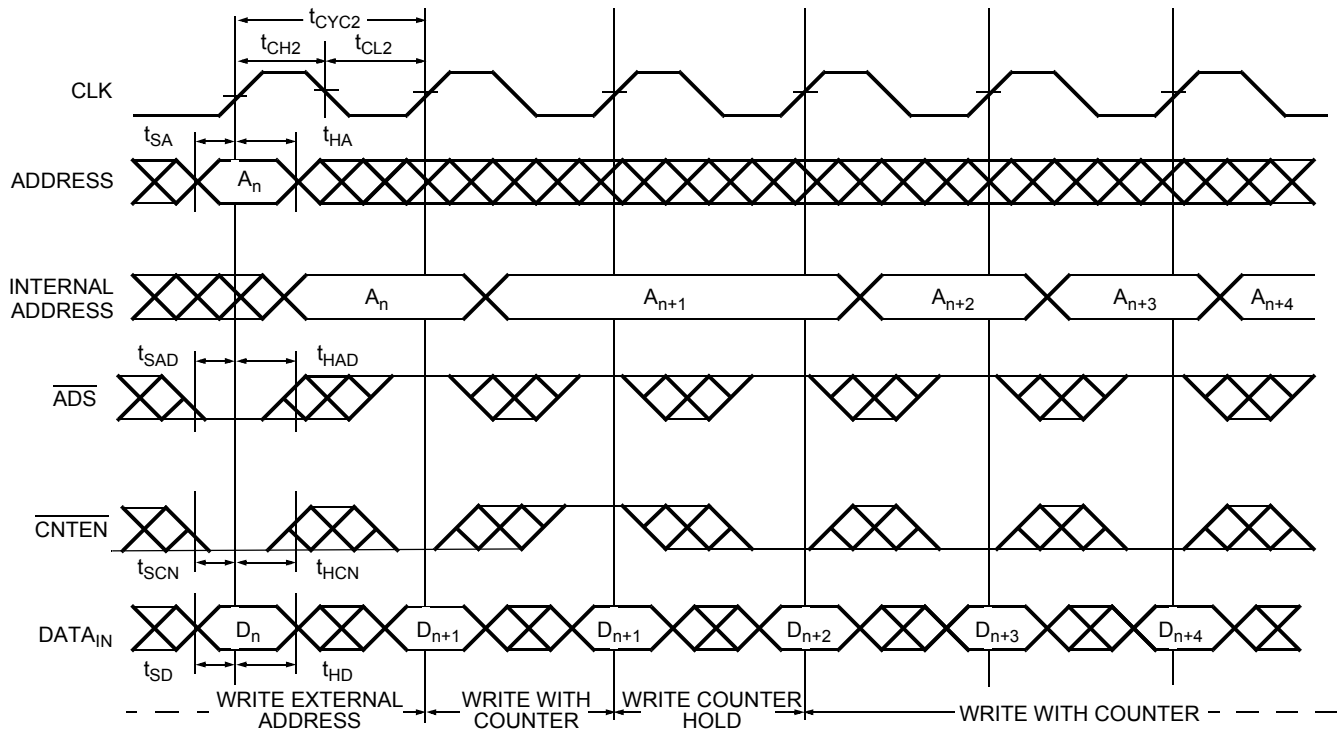 tCYC2
tCH2 tCL2
CLK
tSA tHA
ADDRESS An
INTERNAL
ADDRESS
An An+1 An+2 An+3 An+4
tSAD tHAD
ADS
CNTEN
tSCN tHCN
DATAIN Dn Dn+1 Dn+1 Dn+2 Dn+3 Dn+4
tSD tHD
WRITE EXTERNAL
ADDRESS
WRITE WITH
COUNTER
WRITE COUNTER
HOLD
WRITE WITH COUNTER